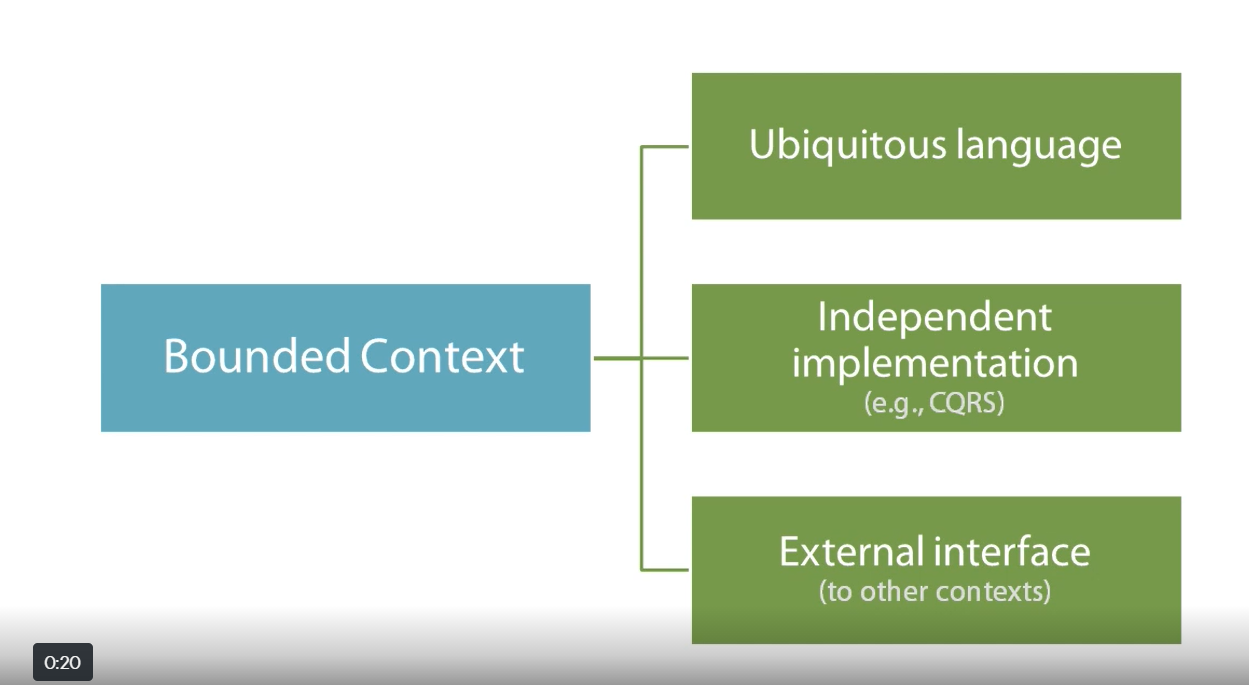 Ubiquitous language
Bounded Context
Independent
implementation
(e.g., CQRS)
External interface
(to other contexts)
0:20